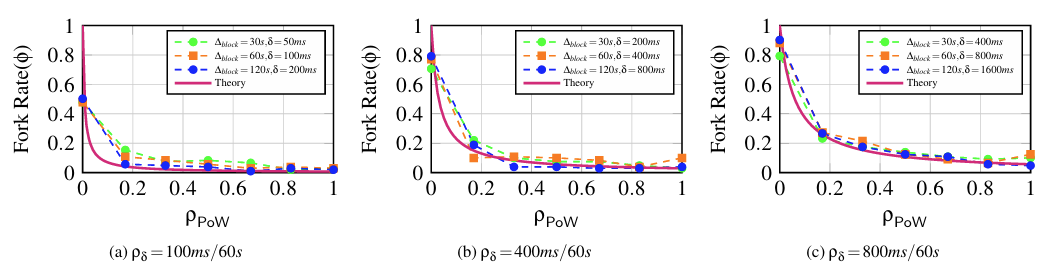 Fork Rate(ϕ)
1
0.8
0.6
0.4
0.2
0
Δblock = 30s,δ = 50ms
Δblock = 60s,δ = 100ms
Δblock = 120s,δ = 200ms
Theory
0 0.2 0.4 0.6 0.8 1
ρPoW
(a) ρδ = 100ms/60s
Fork Rate(ϕ)
1
0.8
0.6
0.4
0.2
0
Δblock = 30s,δ = 200ms
Δblock = 60s,δ = 400ms
Δblock = 120s,δ = 800ms
Theory
0 0.2 0.4 0.6 0.8 1
ρPoW
(b) ρδ = 400ms/60s
Fork Rate(ϕ)
1
0.8
0.6
0.4
0.2
0
Δblock = 30s,δ = 400ms
Δblock = 60s,δ = 800ms
Δblock = 120s,δ = 1600ms
Theory
0 0.2 0.4 0.6 0.8 1
ρPoW
(c) ρδ = 800ms/60s